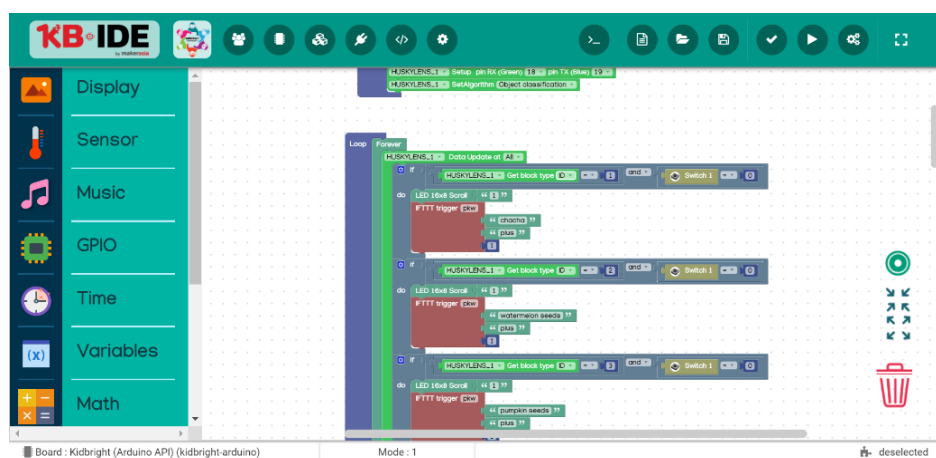 KB IDE
by makerasia
>_
</>
Display
Sensor
Music
GPIO
Time
(x) Variables
Math
HUSKYLENS_1 Setup pin RX (Green) 18 pin TX (Blue) 19
HUSKYLENS_1 SetAlgorithm Object classification
Loop Forever
HUSKYLENS_1 Data Update at All
if HUSKYLENS_1 Get block type ID = 1 and Switch 1 = 0
do LED 16x8 Scroll “ 1 ”
IFTTT trigger pkw
“ chacha ”
“ plus ”
1
if HUSKYLENS_1 Get block type ID = 2 and Switch 1 = 0
do LED 16x8 Scroll “ 1 ”
IFTTT trigger pkw
“ watermelon seeds ”
“ plus ”
1
if HUSKYLENS_1 Get block type ID = 3 and Switch 1 = 0
do LED 16x8 Scroll “ 1 ”
IFTTT trigger pkw
“ pumpkin seeds ”
“ plus ”
Board : Kidbright (Arduino API) (kidbright-arduino) Mode : 1 deselected